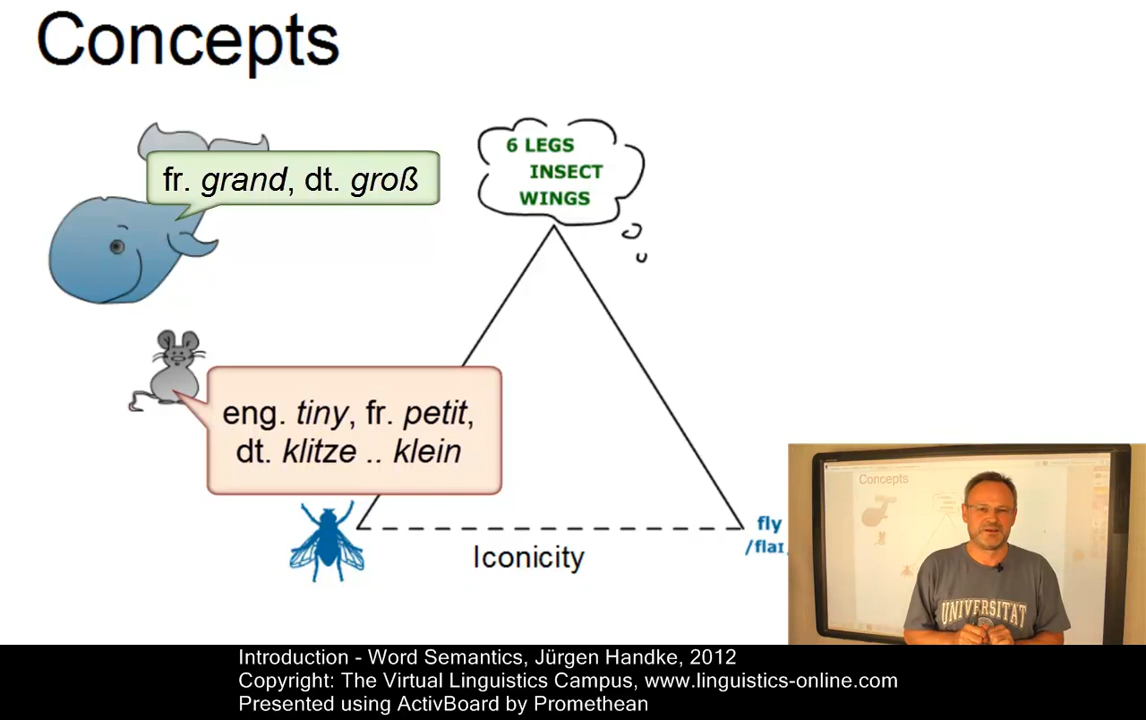 Concepts
fr. grand, dt. groß
6 LEGS
INSECT
WINGS
eng. tiny, fr. petit,
dt. klitze .. klein
Iconicity
fly
/flaɪ
Concepts
UNIVERSITAT
Introduction - Word Semantics, Jürgen Handke, 2012
Copyright: The Virtual Linguistics Campus, www.linguistics-online.com
Presented using ActivBoard by Promethean